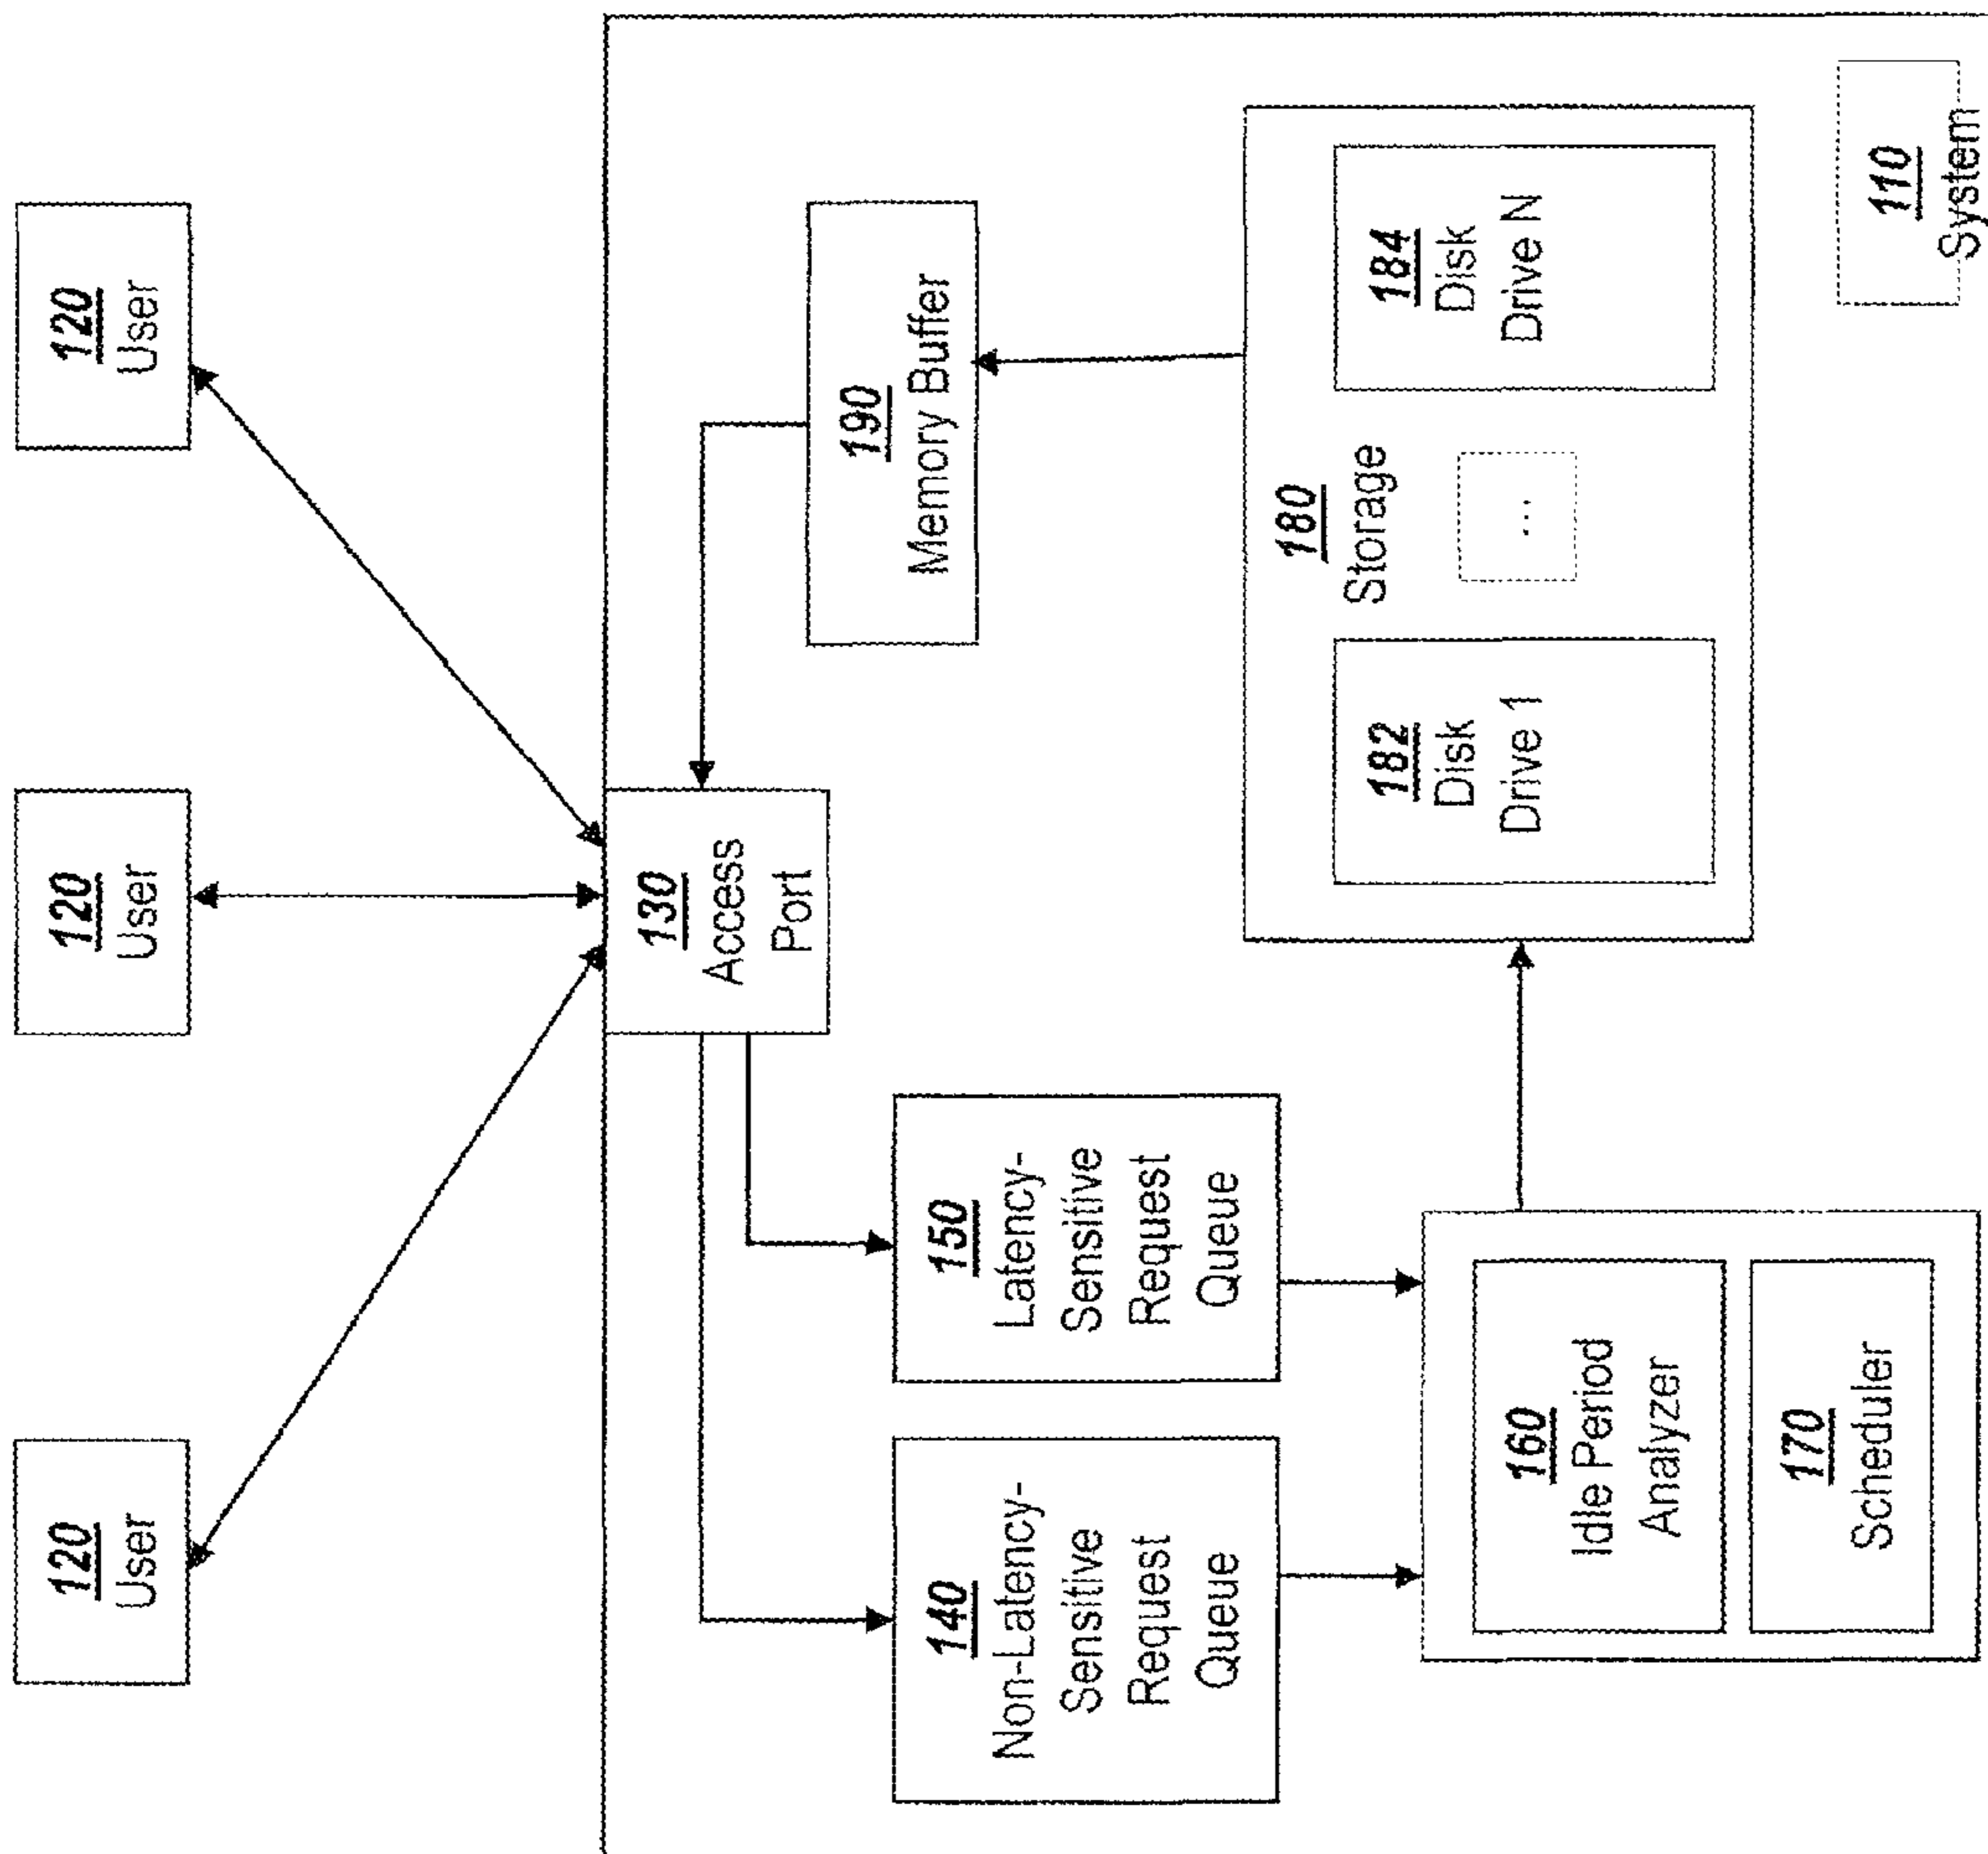 120
User
120
User
120
User
130
Access
Port
140
Non-Latency-
Sensitive
Request
Queue
150
Latency-
Sensitive
Request
Queue
190
Memory Buffer
160
Idle Period
Analyzer
170
Scheduler
180
Storage
182
Disk
Drive 1
...
184
Disk
Drive N
110
System